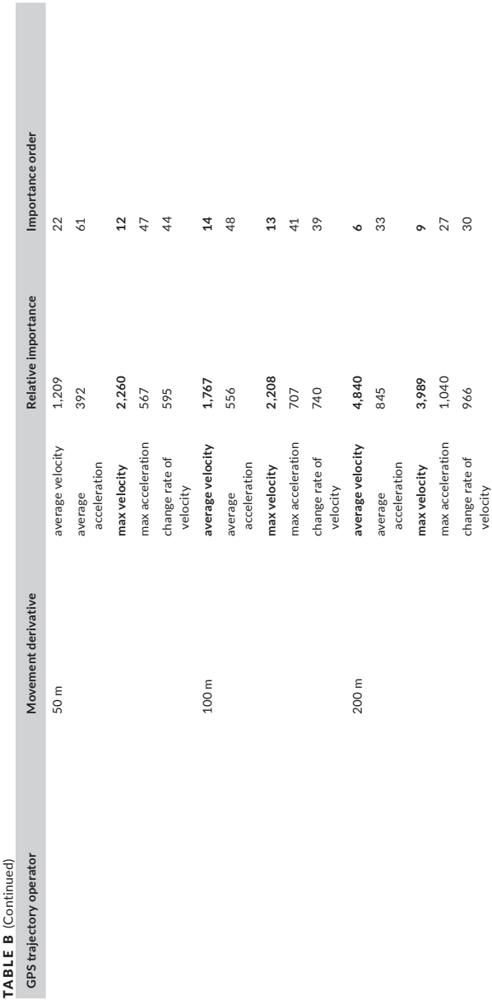 TABLE B (Continued)
GPS trajectory operator Movement derivative Relative importance Importance order
50 m average velocity 1,209 22
average 392 61
acceleration
max velocity 2,260 12
max acceleration 567 47
change rate of 595 44
velocity
100 m average velocity 1,767 14
average 556 48
acceleration
max velocity 2,208 13
max acceleration 707 41
change rate of 740 39
velocity
200 m average velocity 4,840 6
average 845 33
acceleration
max velocity 3,989 9
max acceleration 1,040 27
change rate of 966 30
velocity